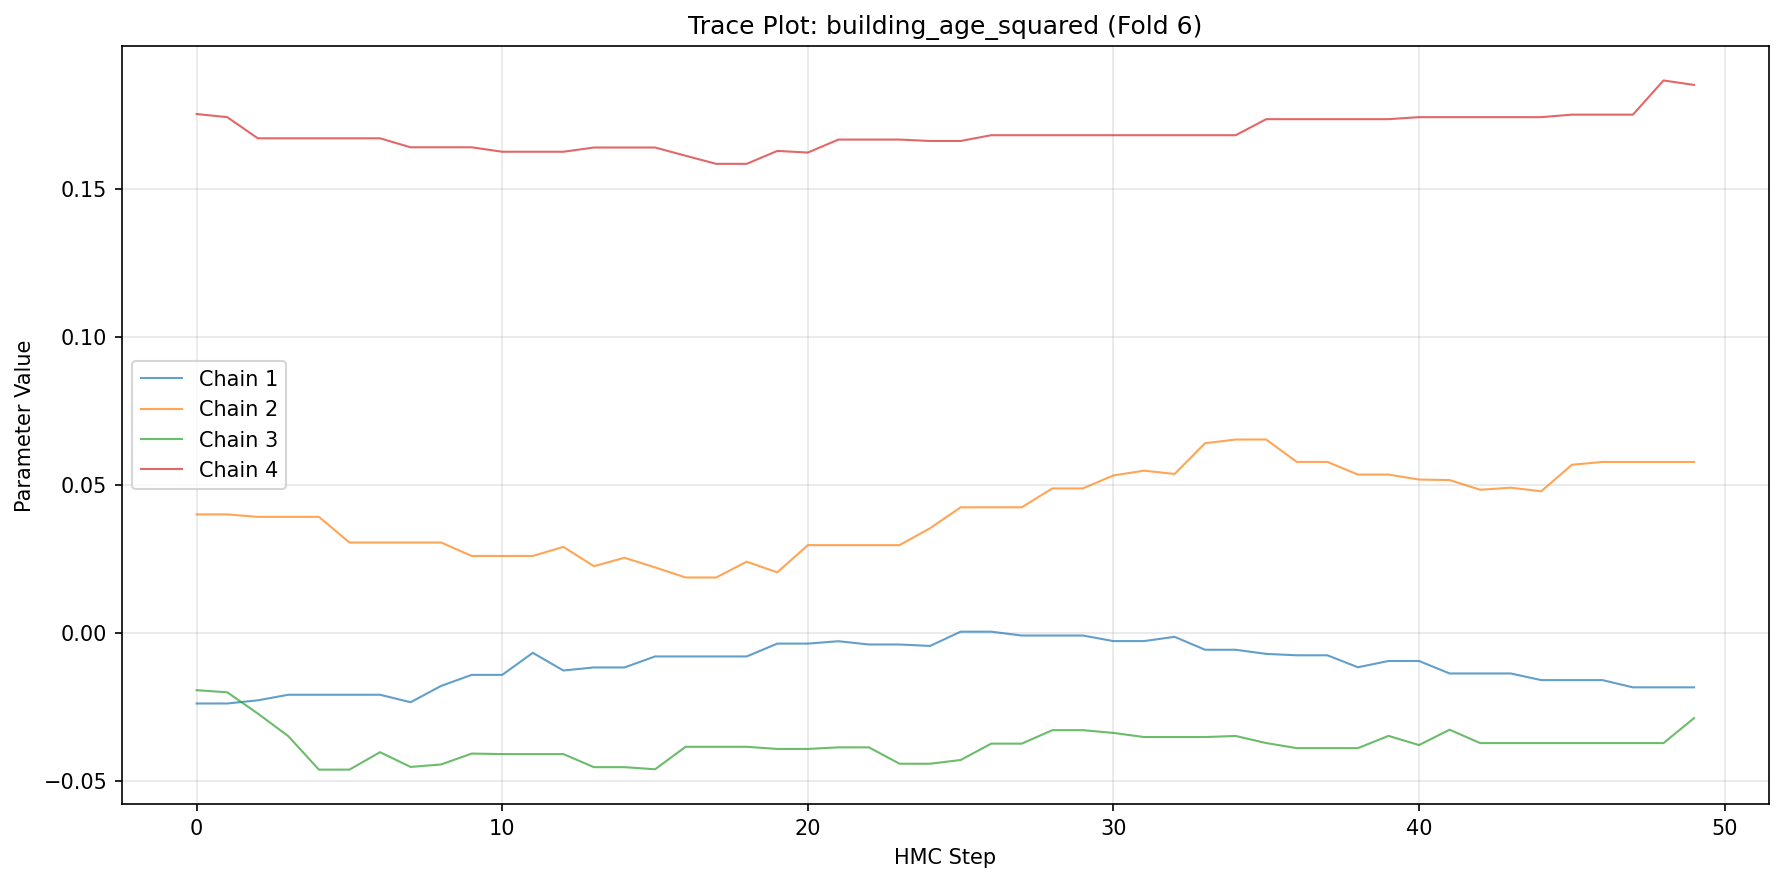 Trace Plot: building_age_squared (Fold 6)
Parameter Value
0.15
0.10
0.05
0.00
−0.05
Chain 1
Chain 2
Chain 3
Chain 4
0 10 20 30 40 50
HMC Step